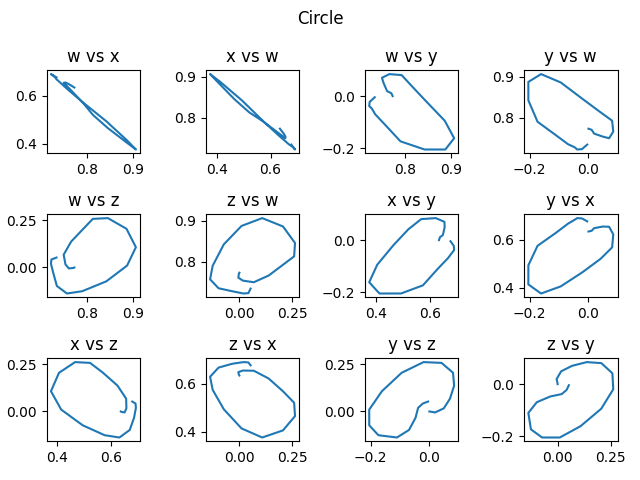 Circle
w vs x
x vs w
w vs y
y vs w
0.6
0.4
0.8 0.9
0.9
0.8
0.4 0.6
0.0
−0.2
0.8 0.9
0.9
0.8
−0.2 0.0
w vs z
z vs w
x vs y
y vs x
0.25
0.00
0.8 0.9
0.9
0.8
0.00 0.25
0.0
−0.2
0.4 0.6
0.6
0.4
−0.2 0.0
x vs z
z vs x
y vs z
z vs y
0.25
0.00
0.4 0.6
0.6
0.4
0.00 0.25
0.25
0.00
−0.2 0.0
0.0
−0.2
0.00 0.25